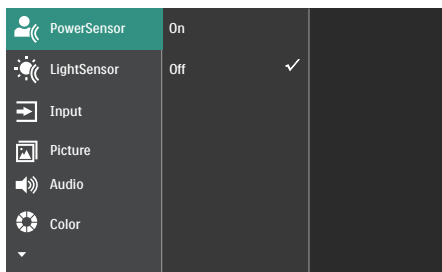 PowerSensor
On
LightSensor
Off
Input
Picture
Audio
Color